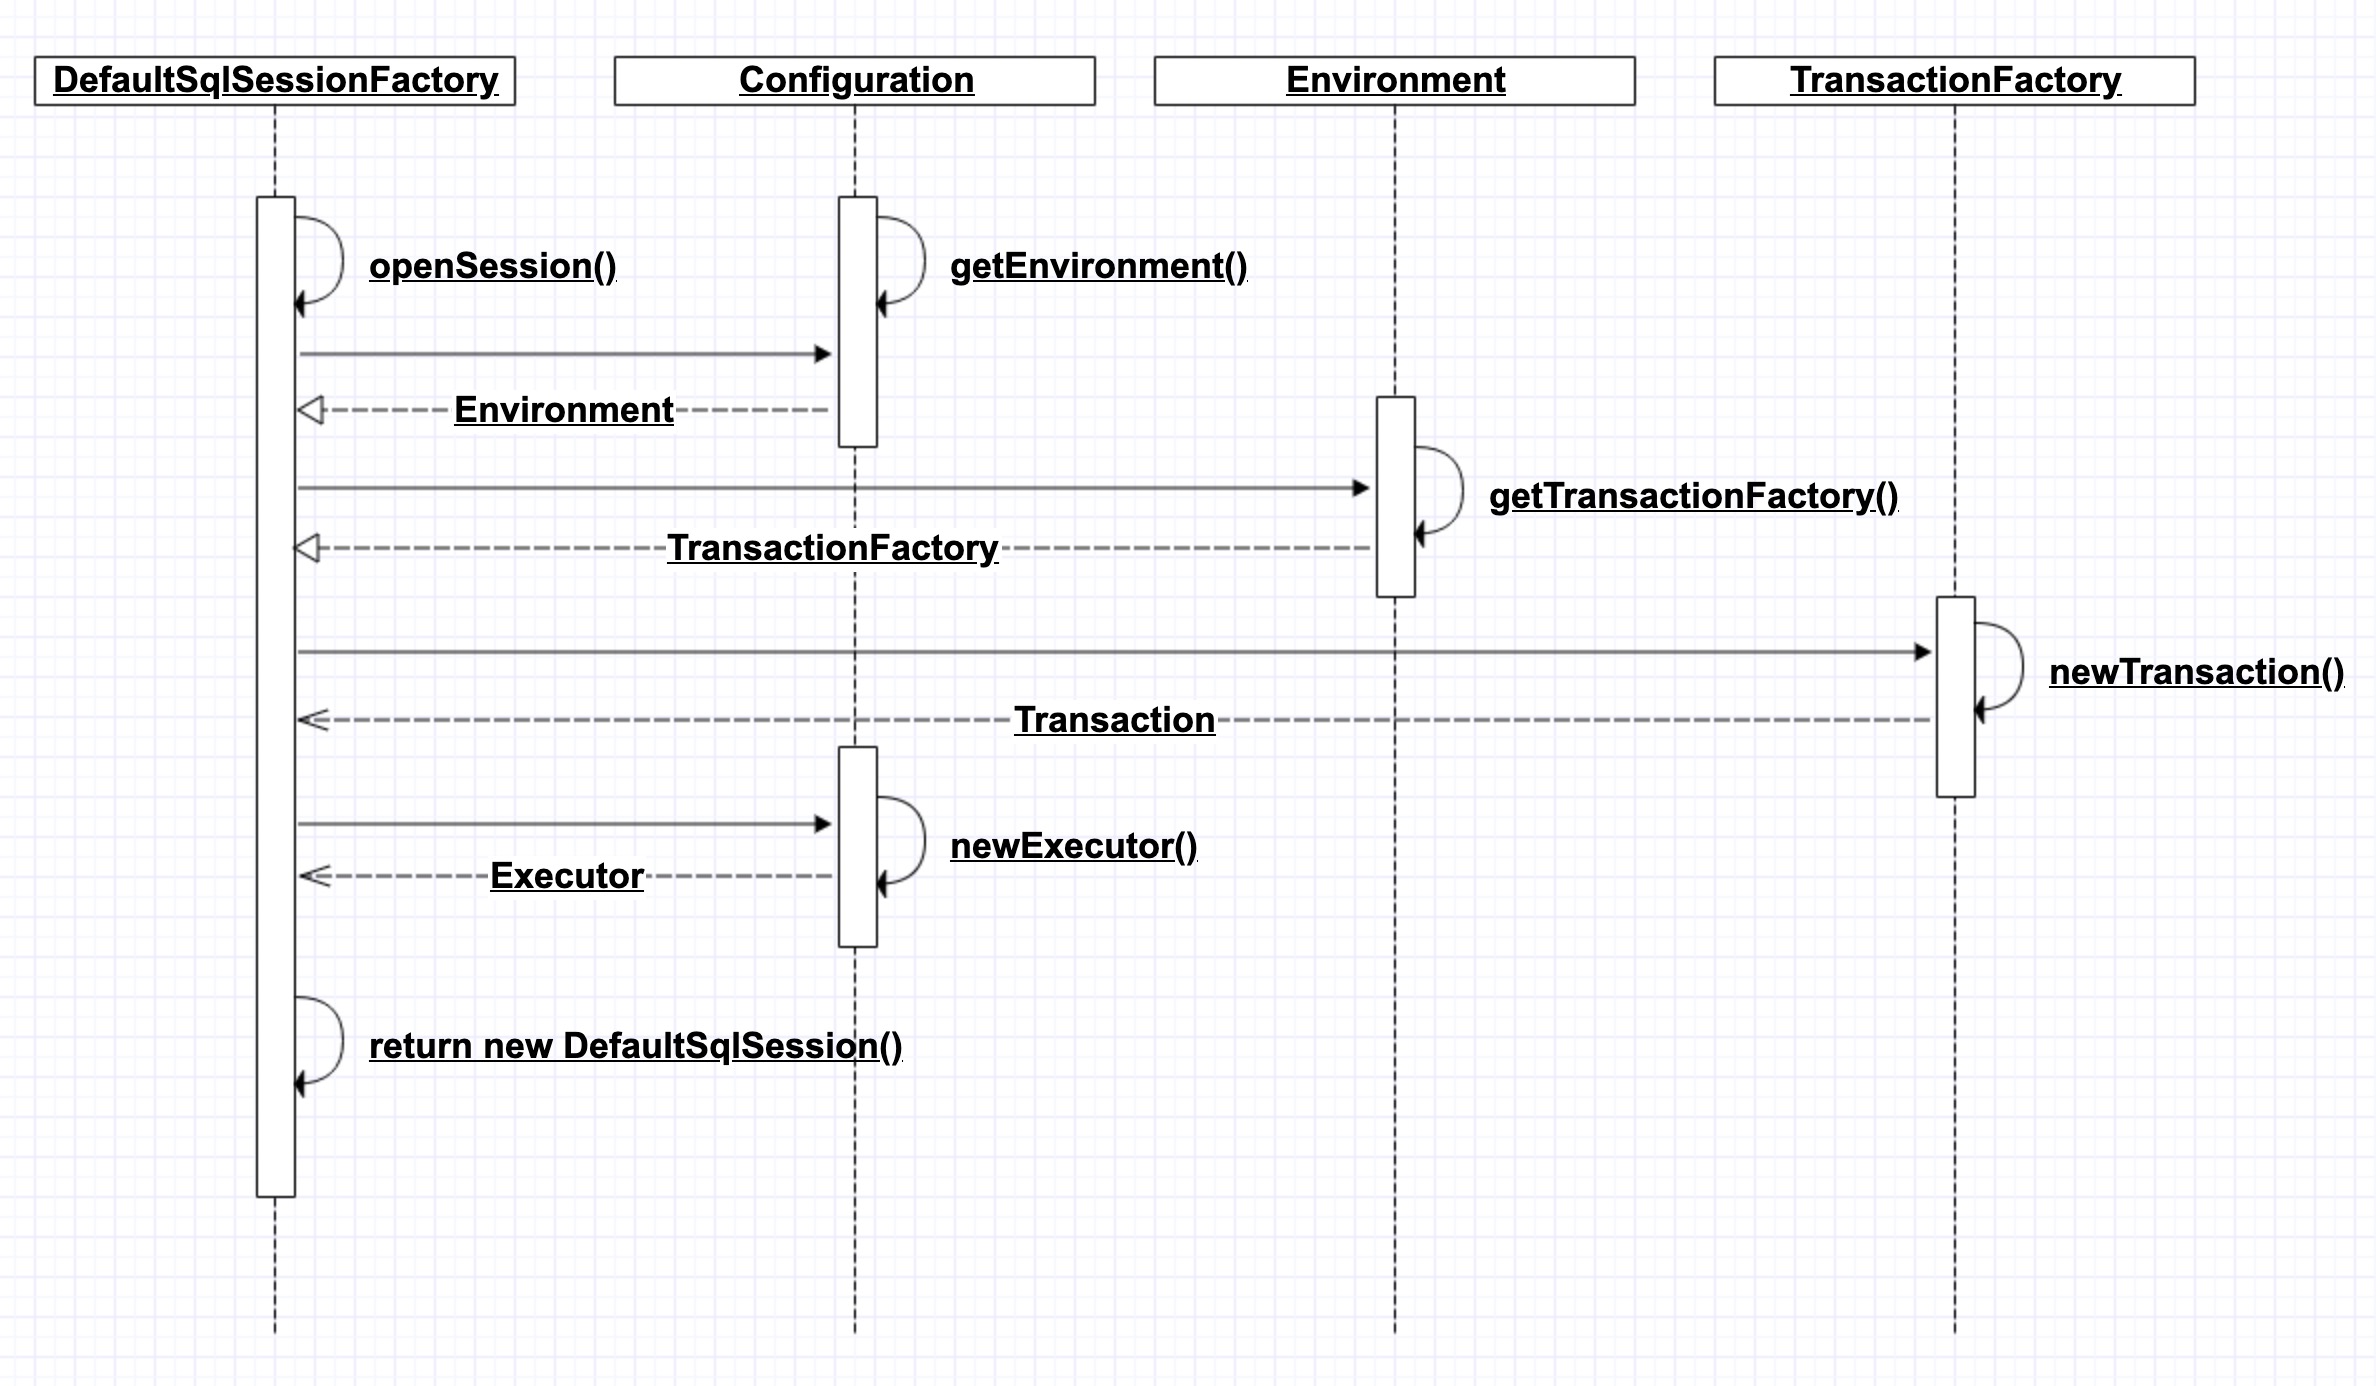 DefaultSqlSessionFactory
Configuration
Environment
TransactionFactory
openSession()
getEnvironment()
Environment
getTransactionFactory()
TransactionFactory
newTransaction()
Transaction
newExecutor()
Executor
return new DefaultSqlSession()